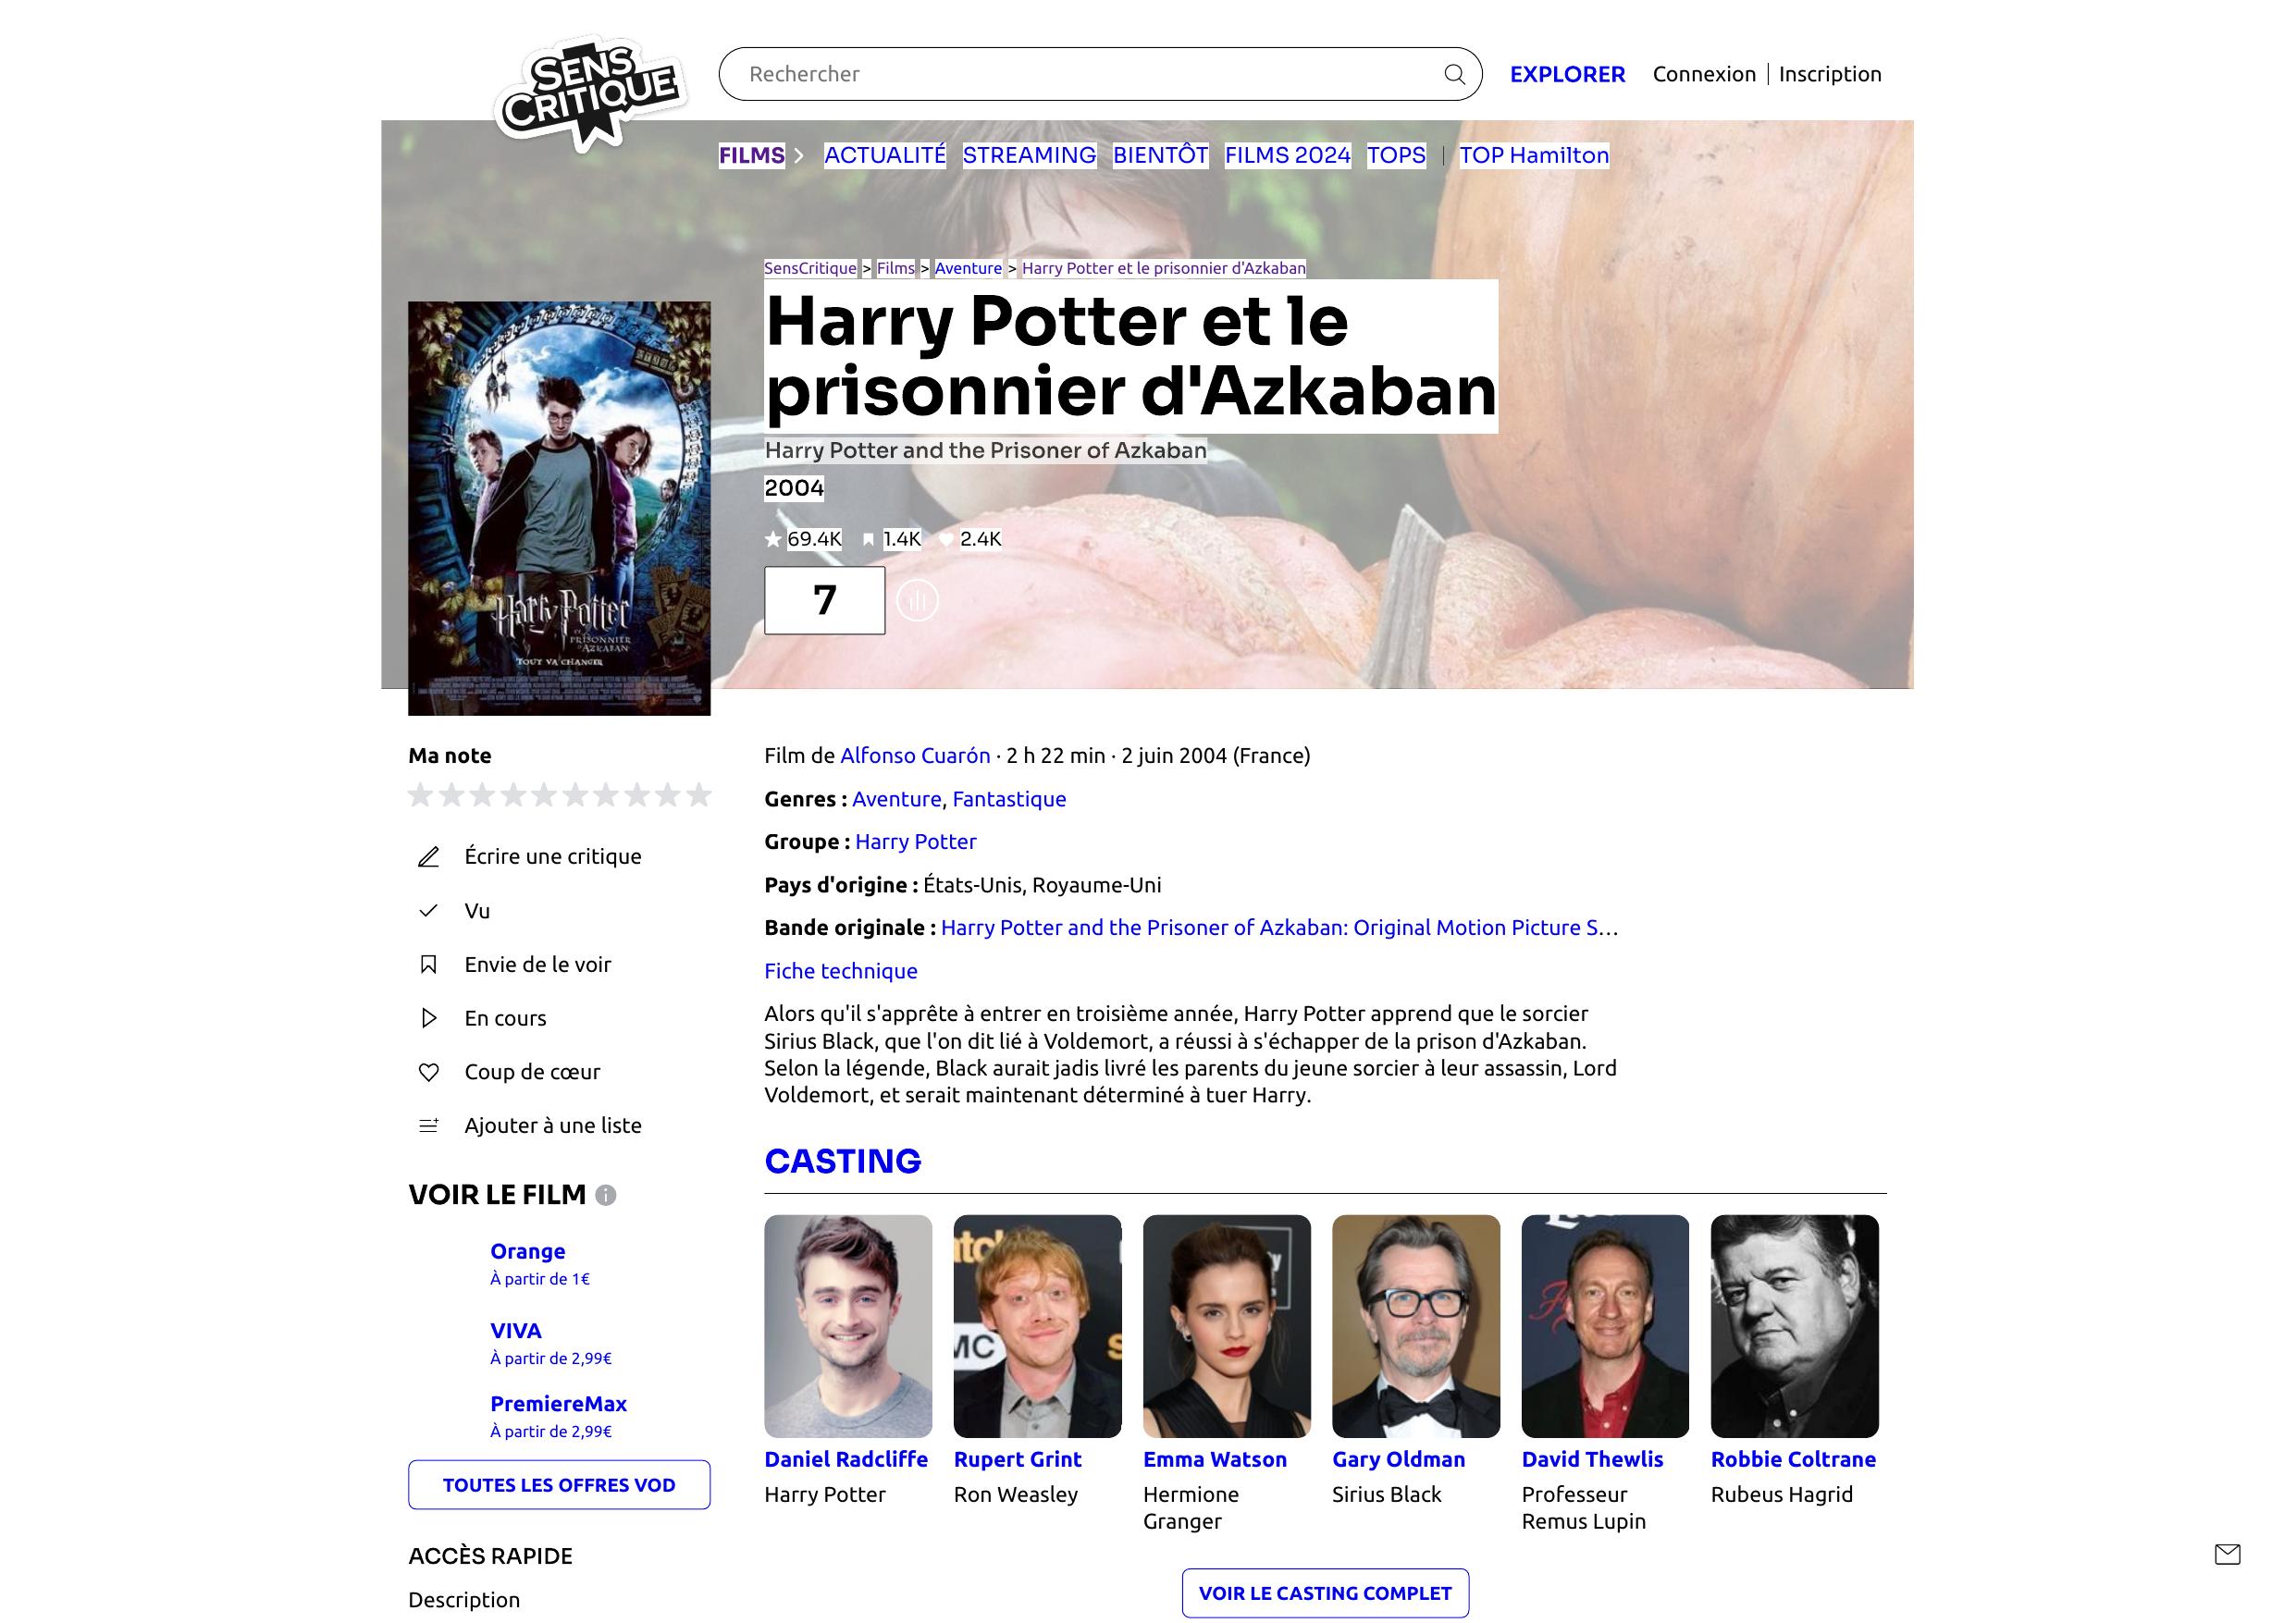 SENS
CRITIQUE
Rechercher
EXPLORER
Connexion
Inscription
FILMS
ACTUALITÉ
STREAMING
BIENTÔT
FILMS 2024
TOPS
TOP Hamilton
SensCritique > Films > Aventure > Harry Potter et le prisonnier d'Azkaban
Harry Potter et le
prisonnier d'Azkaban
Harry Potter and the Prisoner of Azkaban
2004
69.4K 1.4K 2.4K
7
Harry Potter
ET LE
PRISONNIER
D'AZKABAN
TOUT VA CHANGER
Ma note
Écrire une critique
Vu
Envie de le voir
En cours
Coup de cœur
Ajouter à une liste
VOIR LE FILM
Orange
À partir de 1€
VIVA
À partir de 2,99€
PremiereMax
À partir de 2,99€
TOUTES LES OFFRES VOD
ACCÈS RAPIDE
Description
Film de Alfonso Cuarón · 2 h 22 min · 2 juin 2004 (France)
Genres : Aventure, Fantastique
Groupe : Harry Potter
Pays d'origine : États-Unis, Royaume-Uni
Bande originale : Harry Potter and the Prisoner of Azkaban: Original Motion Picture S…
Fiche technique
Alors qu'il s'apprête à entrer en troisième année, Harry Potter apprend que le sorcier
Sirius Black, que l'on dit lié à Voldemort, a réussi à s'échapper de la prison d'Azkaban.
Selon la légende, Black aurait jadis livré les parents du jeune sorcier à leur assassin, Lord
Voldemort, et serait maintenant déterminé à tuer Harry.
CASTING
Daniel Radcliffe
Harry Potter
Rupert Grint
Ron Weasley
Emma Watson
Hermione
Granger
Gary Oldman
Sirius Black
David Thewlis
Professeur
Remus Lupin
Robbie Coltrane
Rubeus Hagrid
VOIR LE CASTING COMPLET